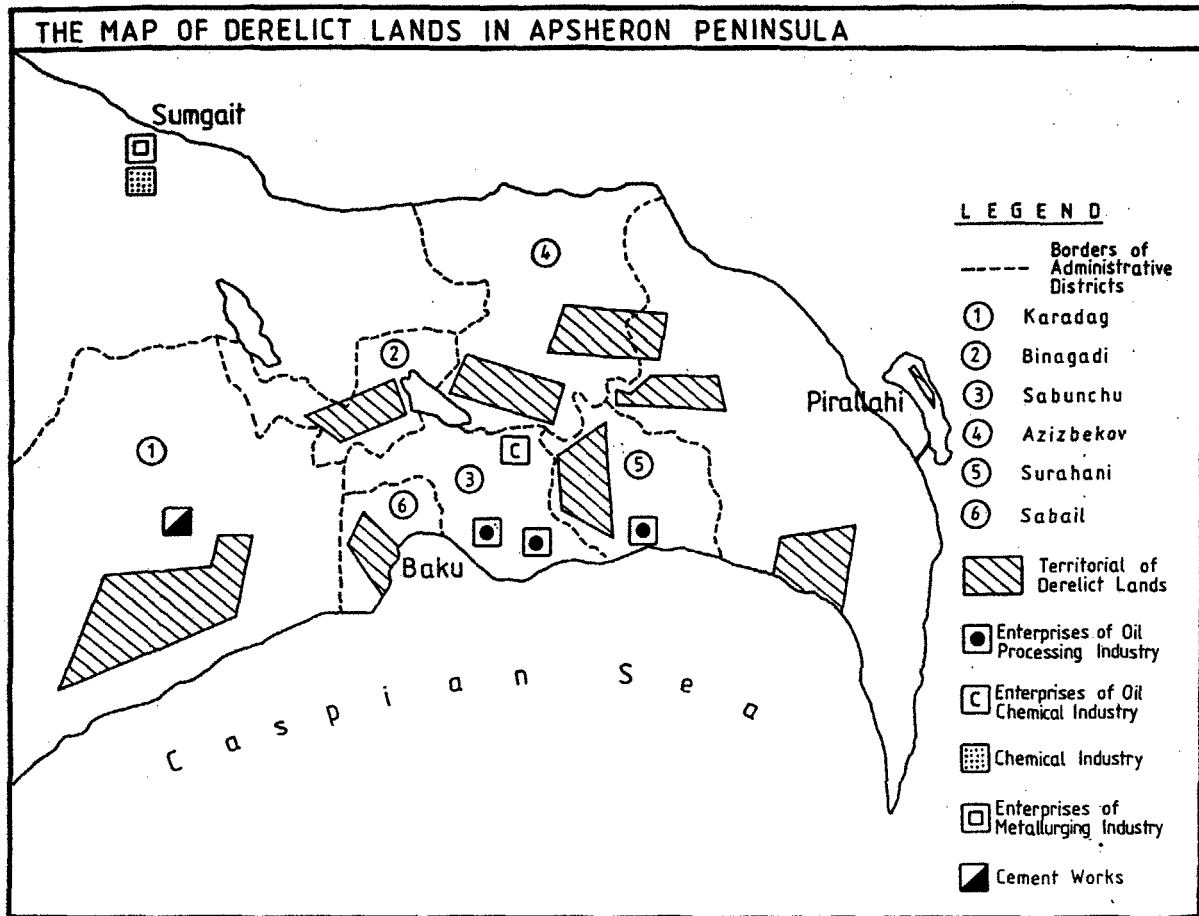 THE MAP OF DERELICT LANDS IN APSHERON PENINSULA
Sumgait
4
2
1
3
C
5
6
Baku
Pirallahi
Caspian Sea
LEGEND
Borders of
Administrative
Districts
1 Karadag
2 Binagadi
3 Sabunchu
4 Azizbekov
5 Surahani
6 Sabail
Territorial of
Derelict Lands
Enterprises of Oil
Processing Industry
C Enterprises of Oil
Chemical Industry
Chemical Industry
Enterprises of
Metallurging Industry
Cement Works